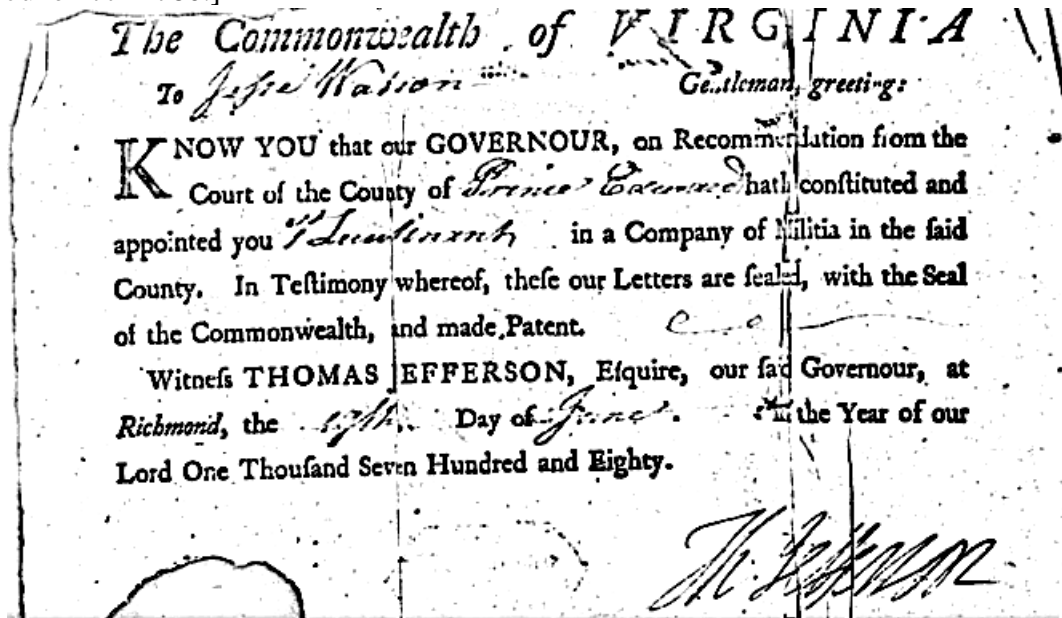 The Commonwealth of VIRGINIA
To Jesse Watson Gentleman, greeting:
KNOW YOU that our GOVERNOUR, on Recommendation from the
Court of the County of Prince Edward hath conſtituted and
appointed you Lieutenant in a Company of Militia in the ſaid
County. In Teſtimony whereof, theſe our Letters are ſealed, with the Seal
of the Commonwealth, and made Patent.
Witneſs THOMAS JEFFERSON, Eſquire, our ſaid Governour, at
Richmond, the Day of June in the Year of our
Lord One Thouſand Seven Hundred and Eighty.
Th. Jefferson